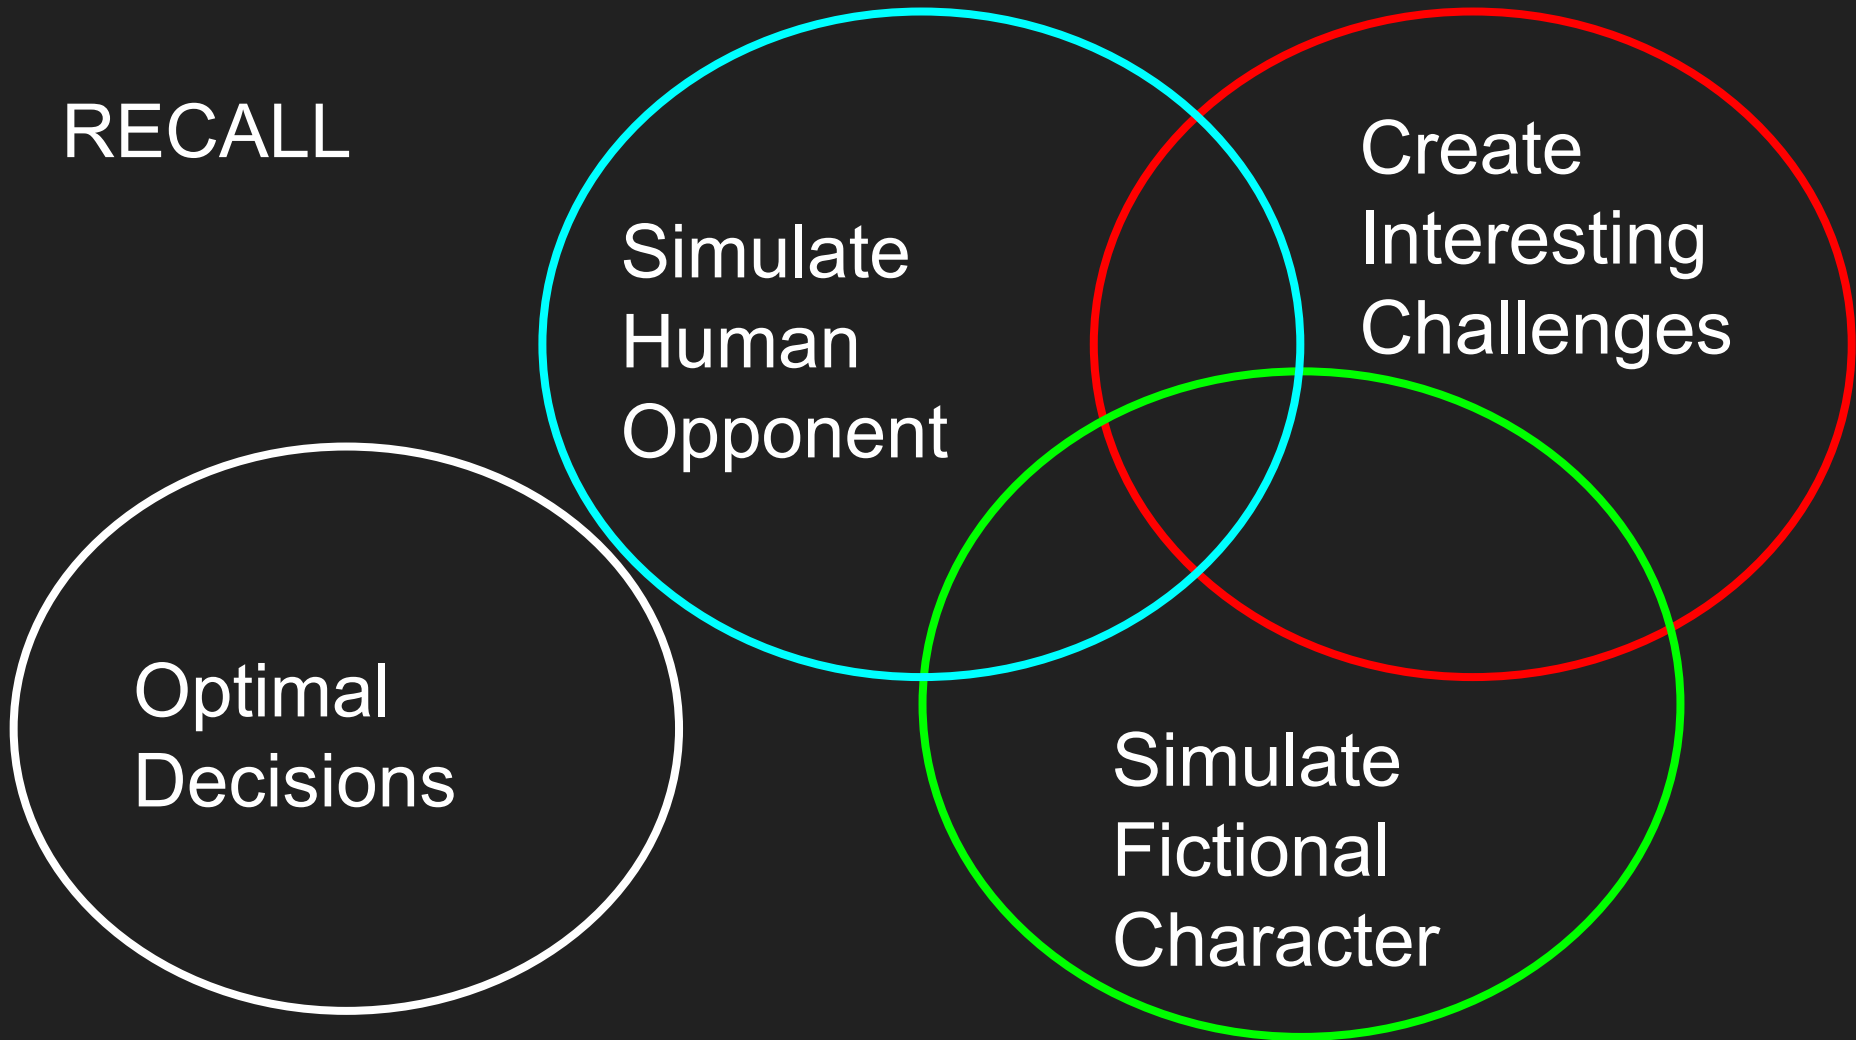 RECALL
Simulate
Human
Opponent
Create
Interesting
Challenges
Optimal
Decisions
Simulate
Fictional
Character